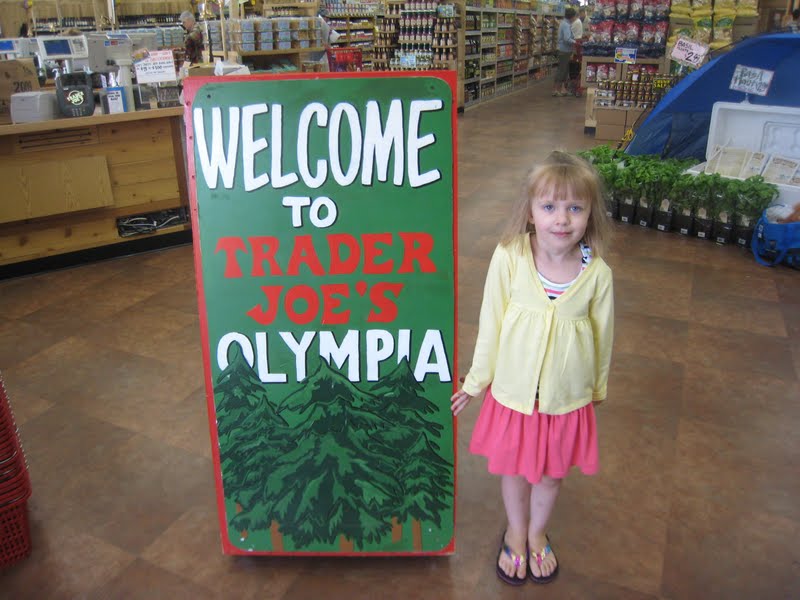 WELCOME
TO
TRADER
JOE'S
OLYMPIA